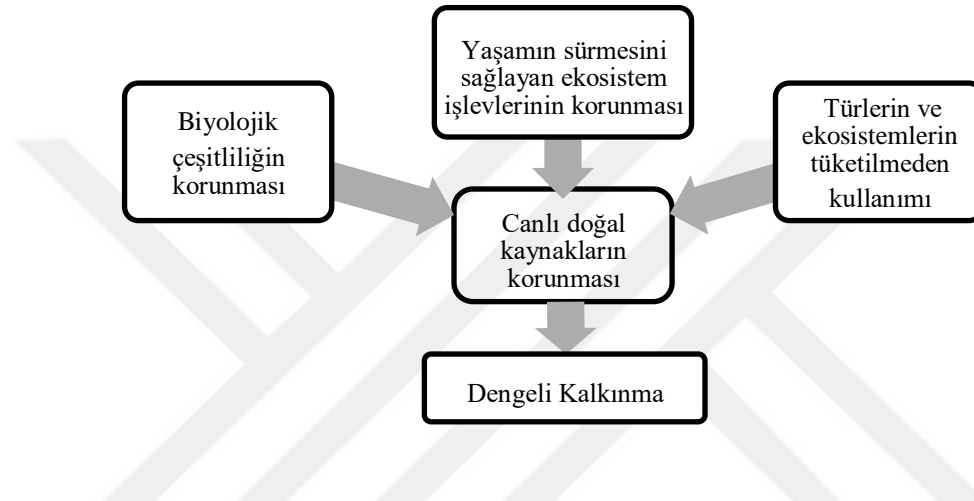 Yaşamın sürmesini
sağlayan ekosistem
işlevlerinin korunması
Biyolojik
çeşitliliğin
korunması
Türlerin ve
ekosistemlerin
tüketilmeden
kullanımı
Canlı doğal
kaynakların
korunması
Dengeli Kalkınma